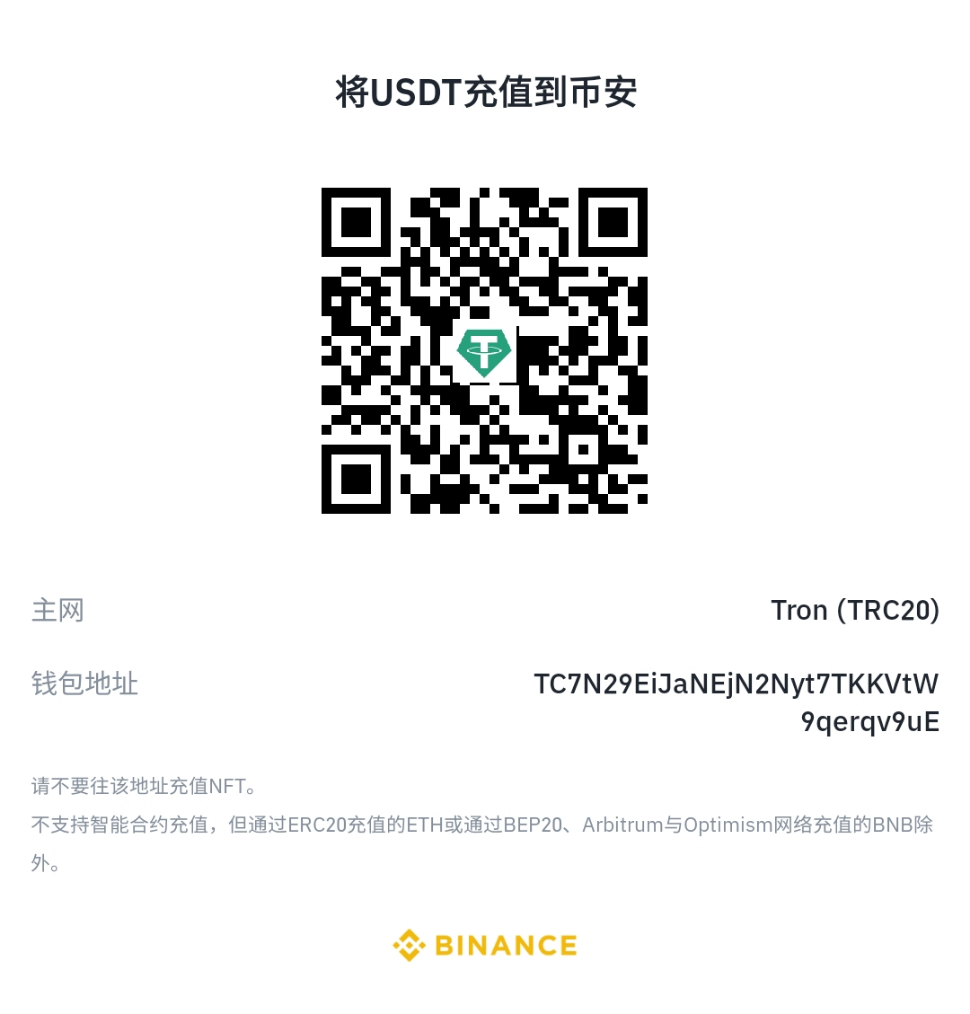 将USDT充值到币安
主网
Tron (TRC20)
钱包地址
TC7N29EiJaNEjN2Nyt7TKKVtW
9qerqv9uE
请不要往该地址充值NFT。
不支持智能合约充值，但通过ERC20充值的ETH或通过BEP20、Arbitrum与Optimism网络充值的BNB除
外。
BINANCE